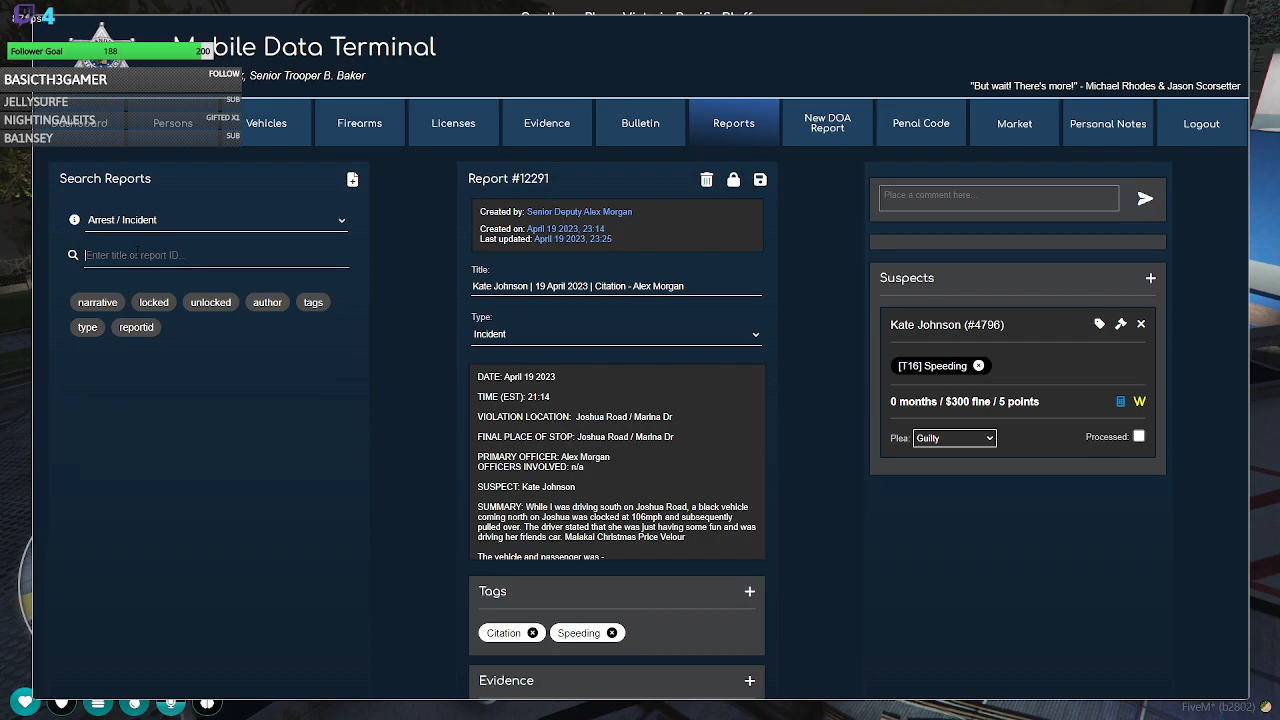 4
Follower Goal 188 200
BASICTH3GAMER FOLLOW
JELLYSURFE SUB
NIGHTINGALEITS GIFTED X1
BA1NSEY SUB
Mobile Data Terminal
Senior Trooper B. Baker
"But wait! There's more!" - Michael Rhodes & Jason Scorsetter
Persons
Vehicles
Firearms
Licenses
Evidence
Bulletin
Reports
New DOA
Report
Penal Code
Market
Personal Notes
Logout
Search Reports
Arrest / Incident
Enter title or report ID...
narrative locked unlocked author tags
type reportid
Report #12291
Created by: Senior Deputy Alex Morgan
Created on: April 19 2023, 23:14
Last updated: April 19 2023, 23:25
Title:
Kate Johnson | 19 April 2023 | Citation - Alex Morgan
Type:
Incident
DATE: April 19 2023
TIME (EST): 21:14
VIOLATION LOCATION: Joshua Road / Marina Dr
FINAL PLACE OF STOP: Joshua Road / Marina Dr
PRIMARY OFFICER: Alex Morgan
OFFICERS INVOLVED: n/a
SUSPECT: Kate Johnson
SUMMARY: While I was driving south on Joshua Road, a black vehicle
coming north on Joshua was clocked at 106mph and subsequently
pulled over. The driver stated that she was just having some fun and was
driving her friends car. Malakal Christmas Price Velour
The vehicle and passenger was -
Tags
Citation Speeding
Evidence
Place a comment here...
Suspects
Kate Johnson (#4796)
[T16] Speeding
0 months / $300 fine / 5 points W
Plea: Guilty Processed:
FiveM* (b2802)